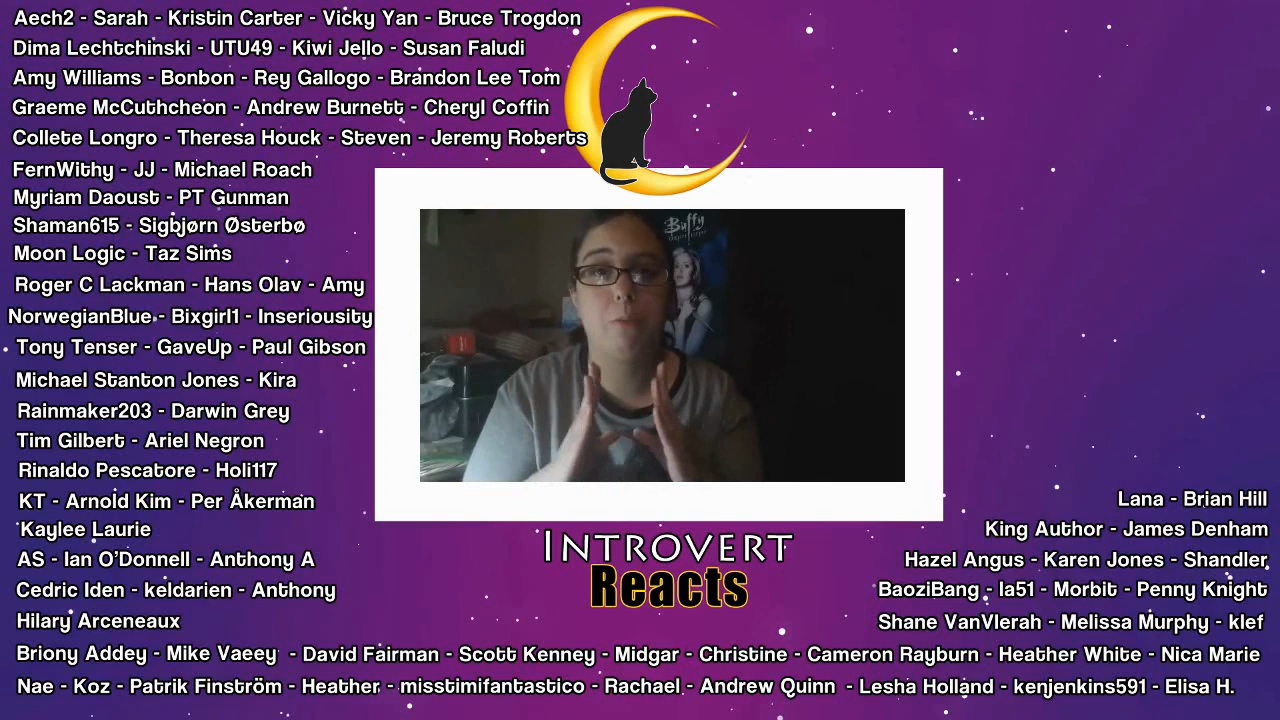 Aech2 - Sarah - Kristin Carter - Vicky Yan - Bruce Trogdon
Dima Lechtchinski - UTU49 - Kiwi Jello - Susan Faludi
Amy Williams - Bonbon - Rey Gallogo - Brandon Lee Tom
Graeme McCuthcheon - Andrew Burnett - Cheryl Coffin
Collete Longro - Theresa Houck - Steven - Jeremy Roberts
FernWithy - JJ - Michael Roach
Myriam Daoust - PT Gunman
Shaman615 - Sigbjørn Østerbø
Moon Logic - Taz Sims
Roger C Lackman - Hans Olav - Amy
NorwegianBlue - Bixgirl1 - Inseriousity
Tony Tenser - GaveUp - Paul Gibson
Michael Stanton Jones - Kira
Rainmaker203 - Darwin Grey
Tim Gilbert - Ariel Negron
Rinaldo Pescatore - Holi117
KT - Arnold Kim - Per Åkerman
Kaylee Laurie
AS - Ian O'Donnell - Anthony A
Cedric Iden - keldarien - Anthony
Hilary Arceneaux
Buffy
Introvert
Reacts
Lana - Brian Hill
King Author - James Denham
Hazel Angus - Karen Jones - Shandler
BaoziBang - la51 - Morbit - Penny Knight
Shane VanVlerah - Melissa Murphy - klef
Briony Addey - Mike Vaeey - David Fairman - Scott Kenney - Midgar - Christine - Cameron Rayburn - Heather White - Nica Marie
Nae - Koz - Patrik Finström - Heather - misstimifantastico - Rachael - Andrew Quinn - Lesha Holland - kenjenkins591 - Elisa H.